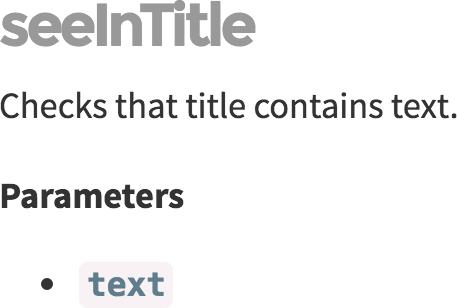 seeInTitle
Checks that title contains text.
Parameters
text